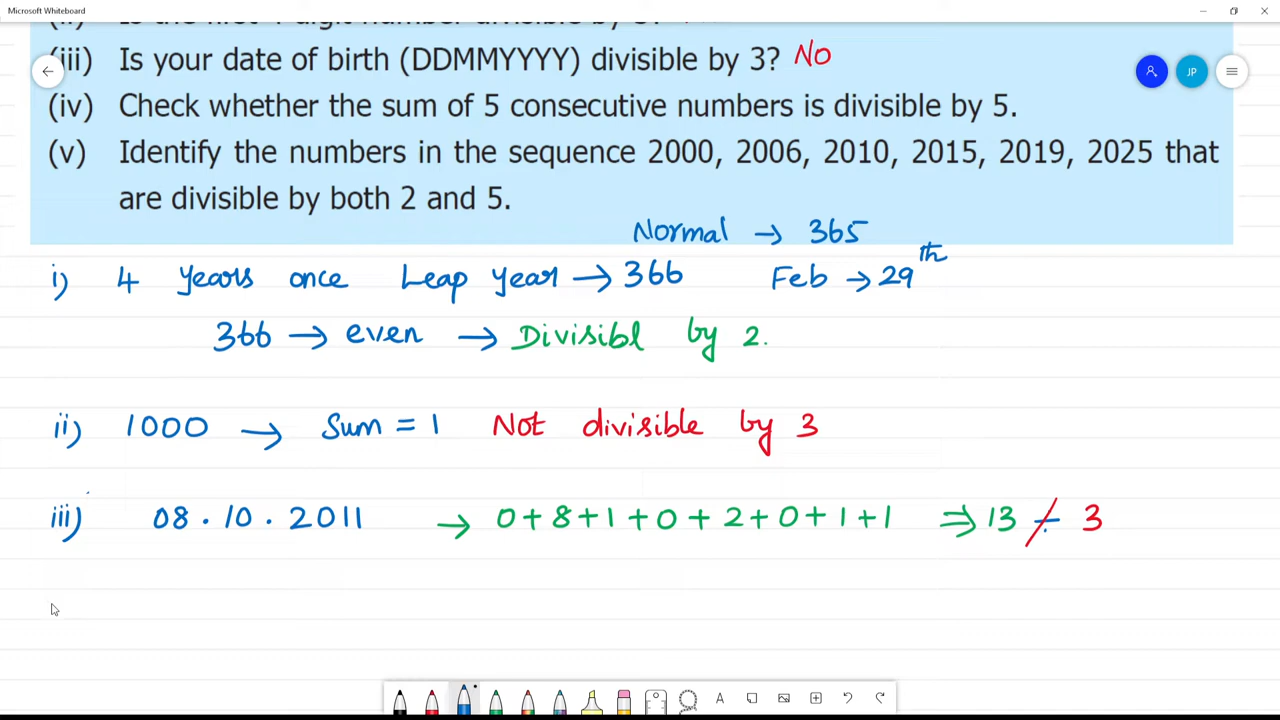 Microsoft Whiteboard
(iii) Is your date of birth (DDMMYYYY) divisible by 3? NO
JP
(iv) Check whether the sum of 5 consecutive numbers is divisible by 5.
(v) Identify the numbers in the sequence 2000, 2006, 2010, 2015, 2019, 2025 that
are divisible by both 2 and 5.
Normal → 365
i) 4 years once Leap year → 366 Feb → 29th
366 → even → Divisibl by 2.
ii) 1000 → Sum = 1 Not divisible by 3
iii) 08.10.2011 → 0+8+1+0+2+0+1+1 ⇒ 13 ÷ 3
A